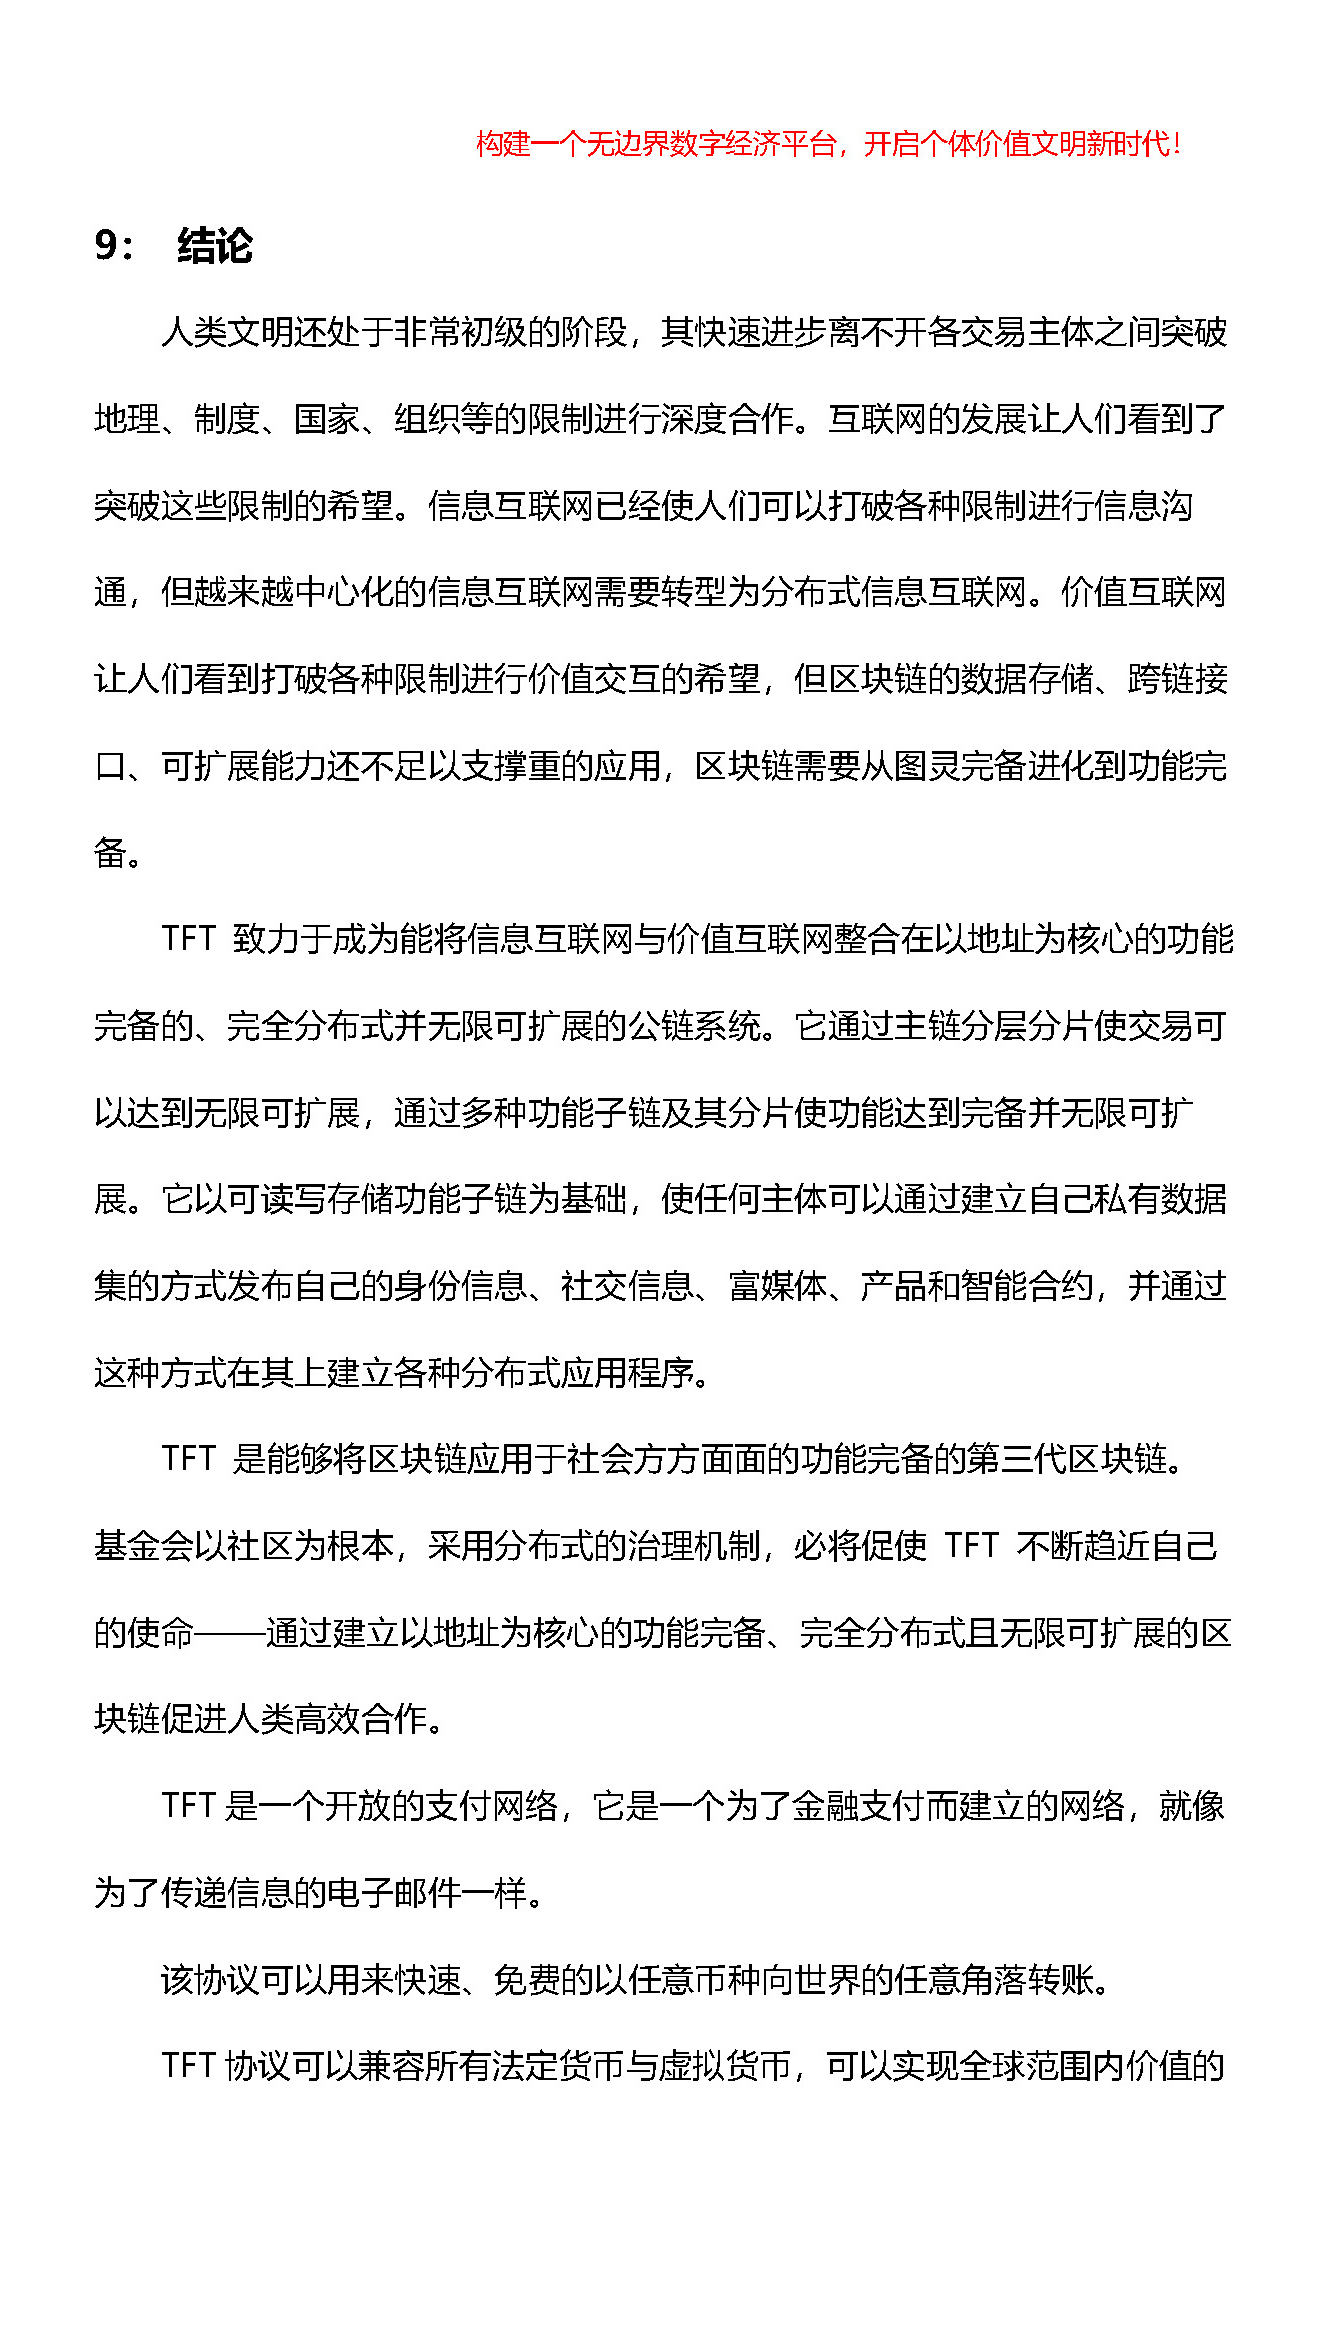 构建一个无边界数字经济平台，开启个体价值文明新时代！
9： 结论
人类文明还处于非常初级的阶段，其快速进步离不开各交易主体之间突破
地理、制度、国家、组织等的限制进行深度合作。互联网的发展让人们看到了
突破这些限制的希望。信息互联网已经使人们可以打破各种限制进行信息沟
通，但越来越中心化的信息互联网需要转型为分布式信息互联网。价值互联网
让人们看到打破各种限制进行价值交互的希望，但区块链的数据存储、跨链接
口、可扩展能力还不足以支撑重的应用，区块链需要从图灵完备进化到功能完
备。
TFT 致力于成为能将信息互联网与价值互联网整合在以地址为核心的功能
完备的、完全分布式并无限可扩展的公链系统。它通过主链分层分片使交易可
以达到无限可扩展，通过多种功能子链及其分片使功能达到完备并无限可扩
展。它以可读写存储功能子链为基础，使任何主体可以通过建立自己私有数据
集的方式发布自己的身份信息、社交信息、富媒体、产品和智能合约，并通过
这种方式在其上建立各种分布式应用程序。
TFT 是能够将区块链应用于社会方方面面的功能完备的第三代区块链。
基金会以社区为根本，采用分布式的治理机制，必将促使 TFT 不断趋近自己
的使命——通过建立以地址为核心的功能完备、完全分布式且无限可扩展的区
块链促进人类高效合作。
TFT 是一个开放的支付网络，它是一个为了金融支付而建立的网络，就像
为了传递信息的电子邮件一样。
该协议可以用来快速、免费的以任意币种向世界的任意角落转账。
TFT 协议可以兼容所有法定货币与虚拟货币，可以实现全球范围内价值的